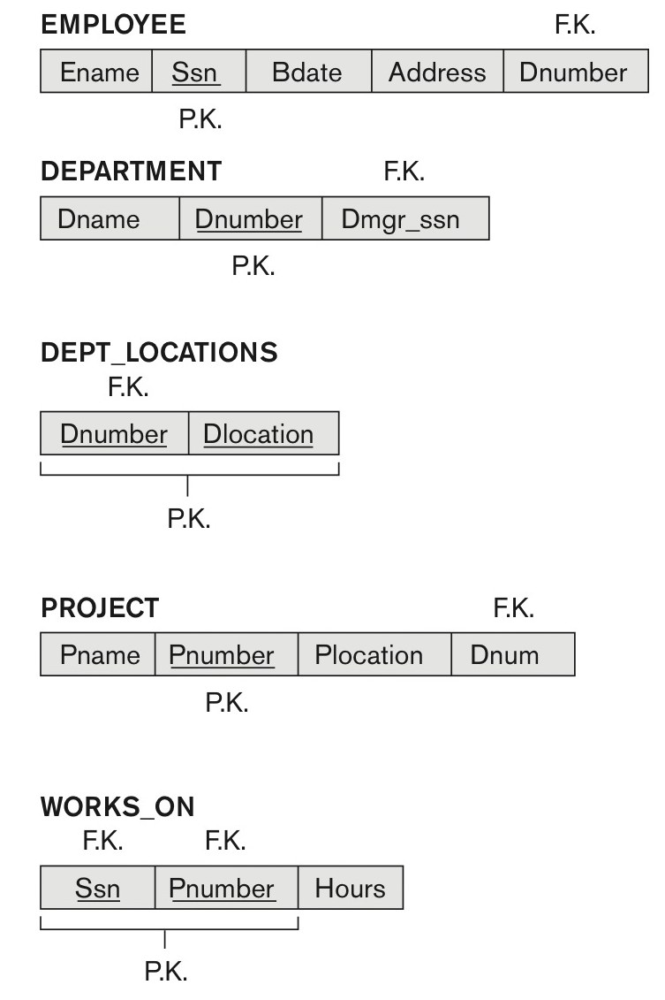 EMPLOYEE F.K.
Ename Ssn Bdate Address Dnumber
P.K.
DEPARTMENT F.K.
Dname Dnumber Dmgr_ssn
P.K.
DEPT_LOCATIONS
F.K.
Dnumber Dlocation
P.K.
PROJECT F.K.
Pname Pnumber Plocation Dnum
P.K.
WORKS_ON
F.K. F.K.
Ssn Pnumber Hours
P.K.